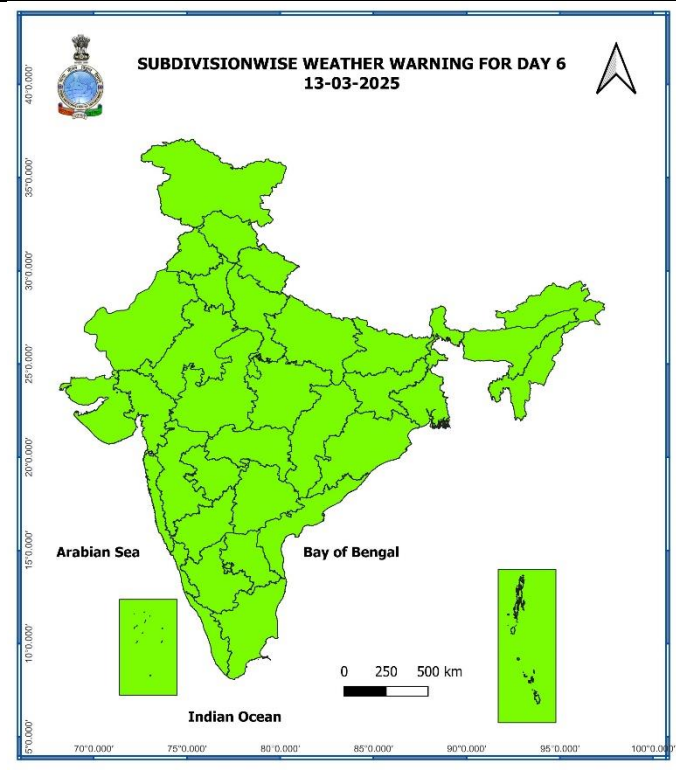 SUBDIVISIONWISE WEATHER WARNING FOR DAY 6
13-03-2025
40°0.000'
35°0.000'
30°0.000'
25°0.000'
20°0.000'
15°0.000'
10°0.000'
5°0.000'
Arabian Sea
Bay of Bengal
0 250 500 km
Indian Ocean
70°0.000' 75°0.000' 80°0.000' 85°0.000' 90°0.000' 95°0.000' 100°0.000'